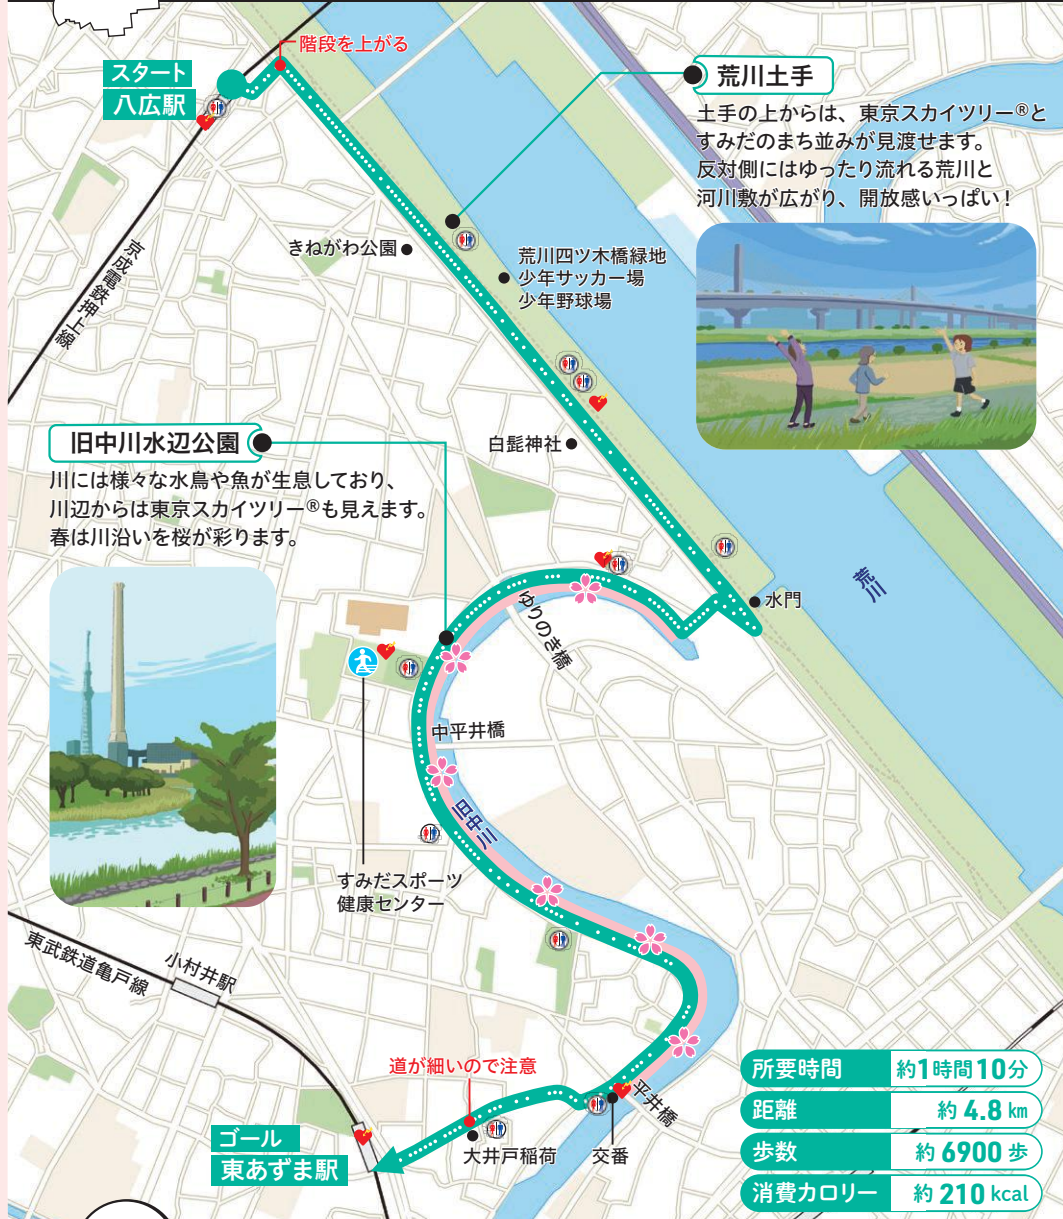 階段を上がる
スタート
八広駅
荒川土手
土手の上からは、東京スカイツリー®と
すみだのまち並みが見渡せます。
反対側にはゆったり流れる荒川と
河川敷が広がり、開放感いっぱい！
京成電鉄押上線
きねがわ公園
荒川四ツ木橋緑地
少年サッカー場
少年野球場
白髭神社
旧中川水辺公園
川には様々な水鳥や魚が生息しており、
川辺からは東京スカイツリー®も見えます。
春は川沿いを桜が彩ります。
荒川
水門
ゆりのき橋
中平井橋
旧中川
すみだスポーツ
健康センター
東武鉄道亀戸線
小村井駅
道が細いので注意
平井橋
ゴール
東あずま駅
大井戸稲荷
交番
所要時間 約1時間10分
距離 約4.8km
歩数 約6900歩
消費カロリー 約210kcal